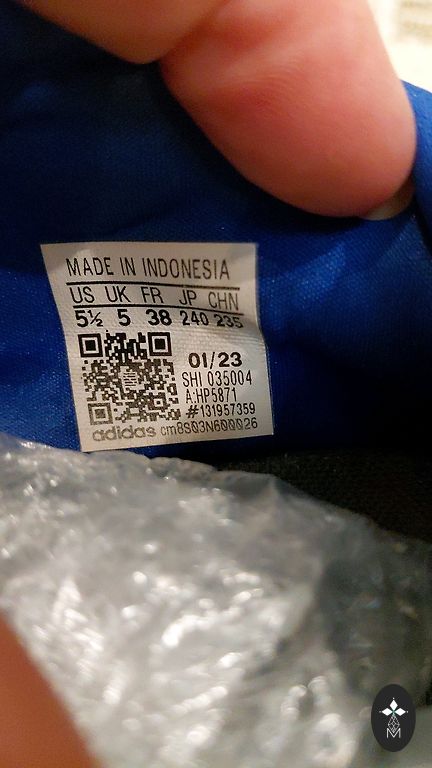 MADE IN INDONESIA
US UK FR JP CHN
5½ 5 38 240 235
01/23
SHI 035004
A:HP5871
#131957359
adidas cm8S03N600026
M